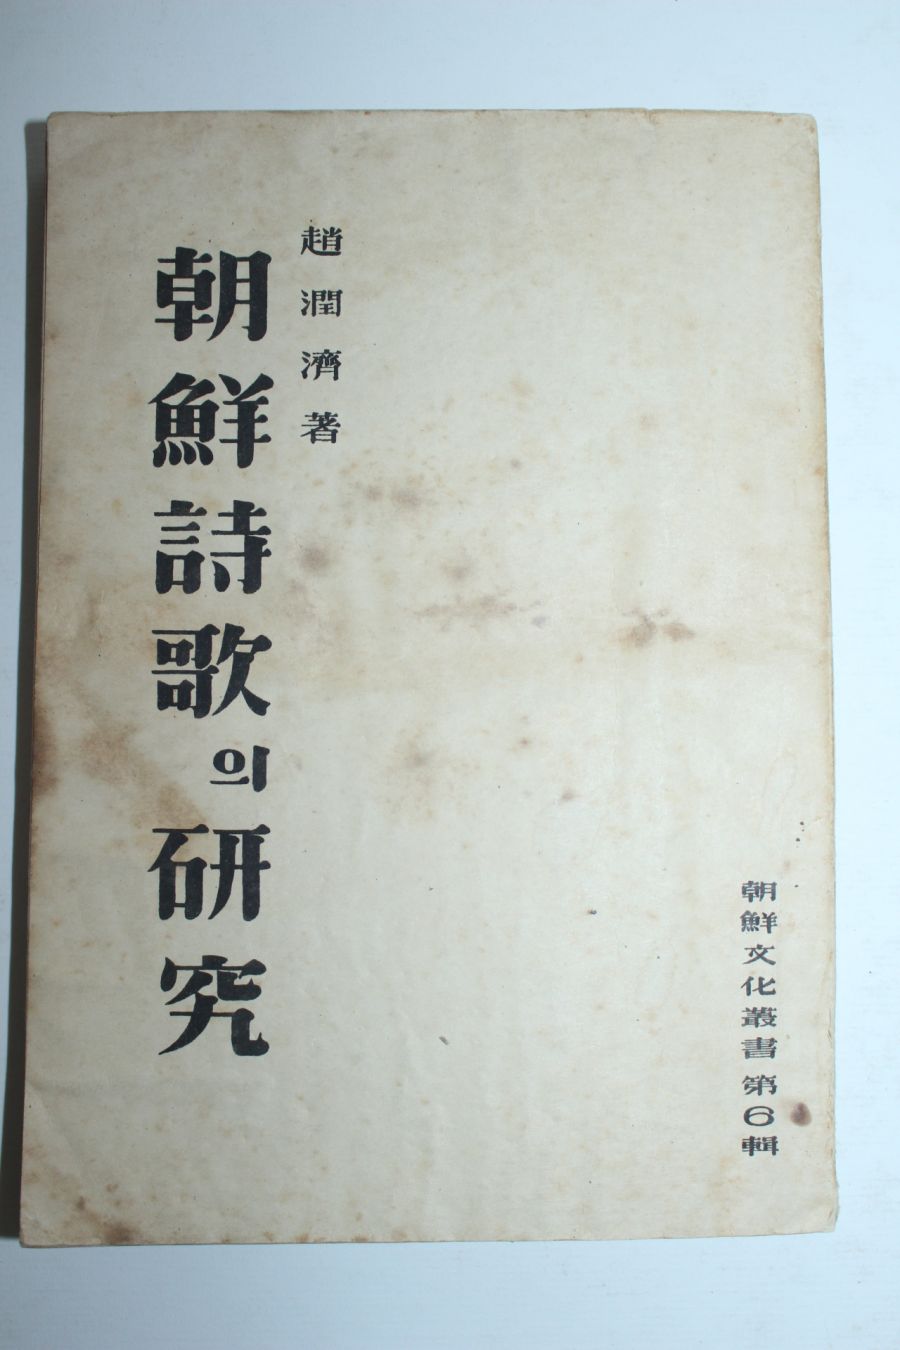 朝鮮文化叢書 第6輯
趙潤濟著
朝鮮詩歌의研究